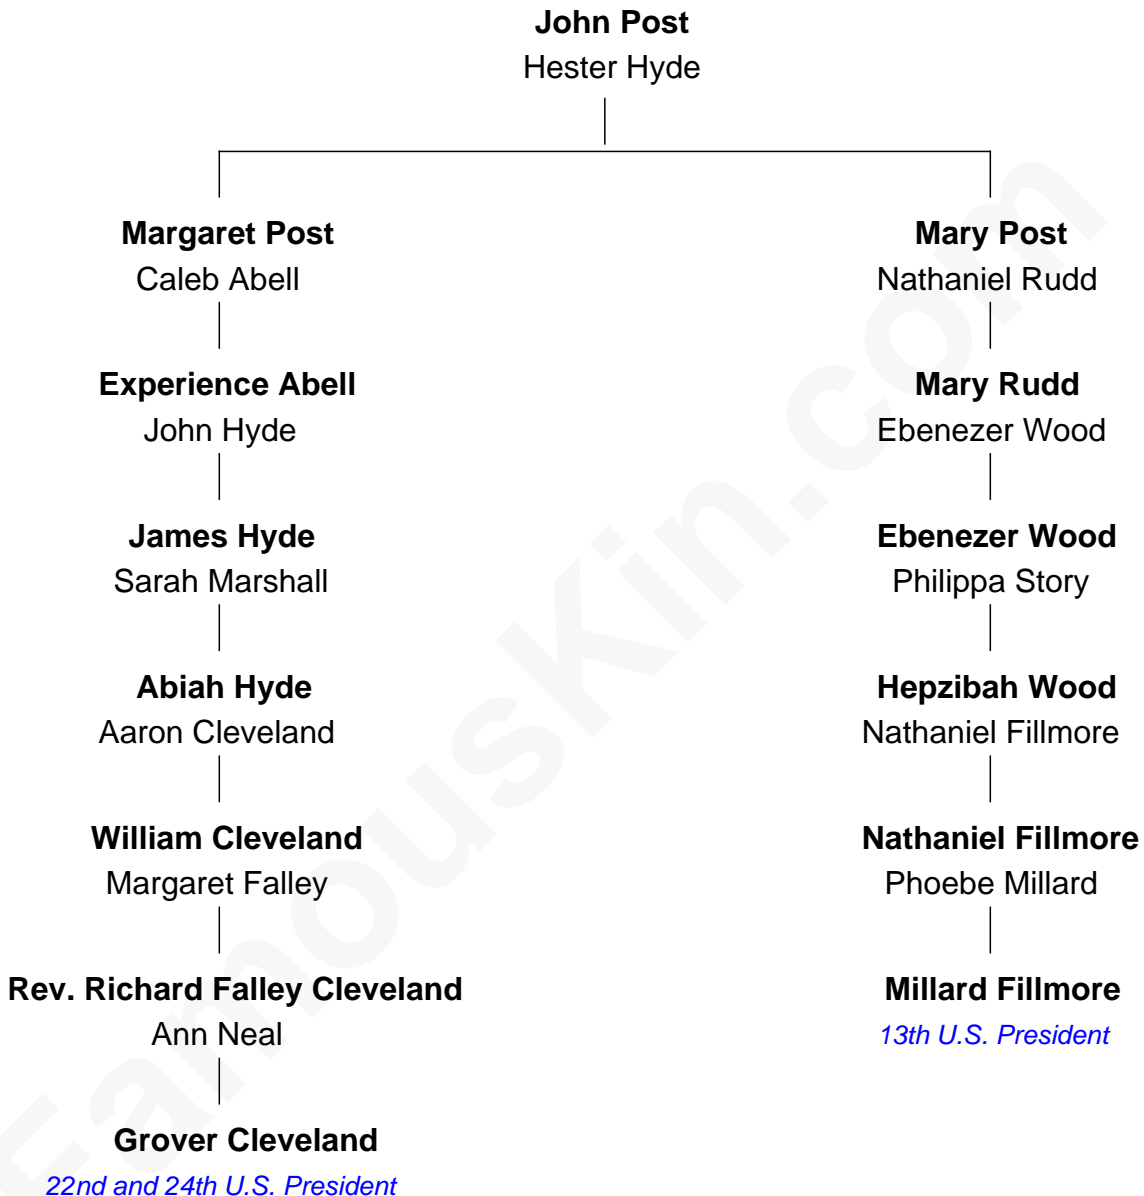 John Post
Hester Hyde
Margaret Post
Caleb Abell
Mary Post
Nathaniel Rudd
Experience Abell
John Hyde
Mary Rudd
Ebenezer Wood
James Hyde
Sarah Marshall
Ebenezer Wood
Philippa Story
Abiah Hyde
Aaron Cleveland
Hepzibah Wood
Nathaniel Fillmore
William Cleveland
Margaret Falley
Nathaniel Fillmore
Phoebe Millard
Rev. Richard Falley Cleveland
Ann Neal
Millard Fillmore
13th U.S. President
Grover Cleveland
22nd and 24th U.S. President
FamousKin.com